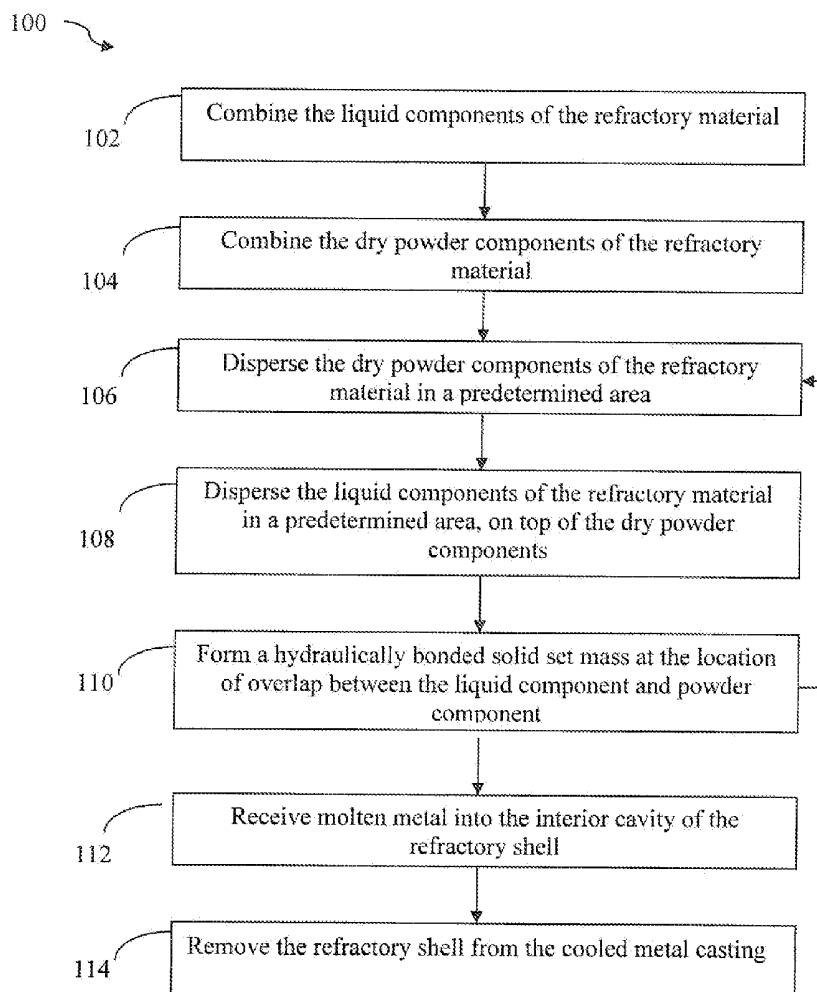 100
102
Combine the liquid components of the refractory material
104
Combine the dry powder components of the refractory
material
106
Disperse the dry powder components of the refractory
material in a predetermined area
108
Disperse the liquid components of the refractory material
in a predetermined area, on top of the dry powder
components
110
Form a hydraulically bonded solid set mass at the location
of overlap between the liquid component and powder
component
112
Receive molten metal into the interior cavity of the
refractory shell
114
Remove the refractory shell from the cooled metal casting